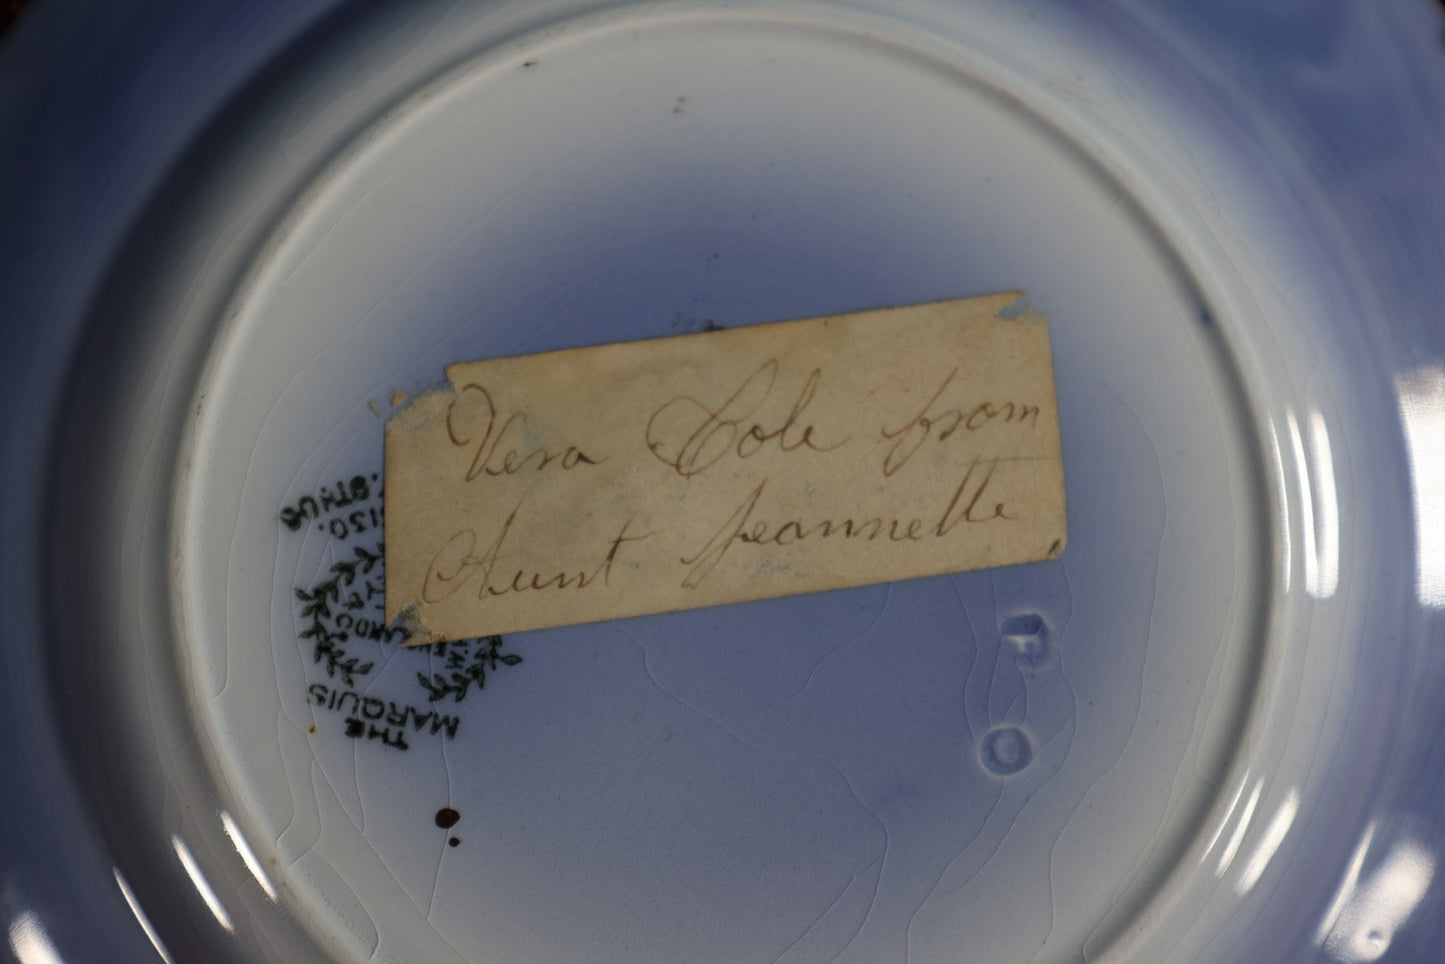 Vera Cole from
Aunt Jeannette
THE
MARQUIS